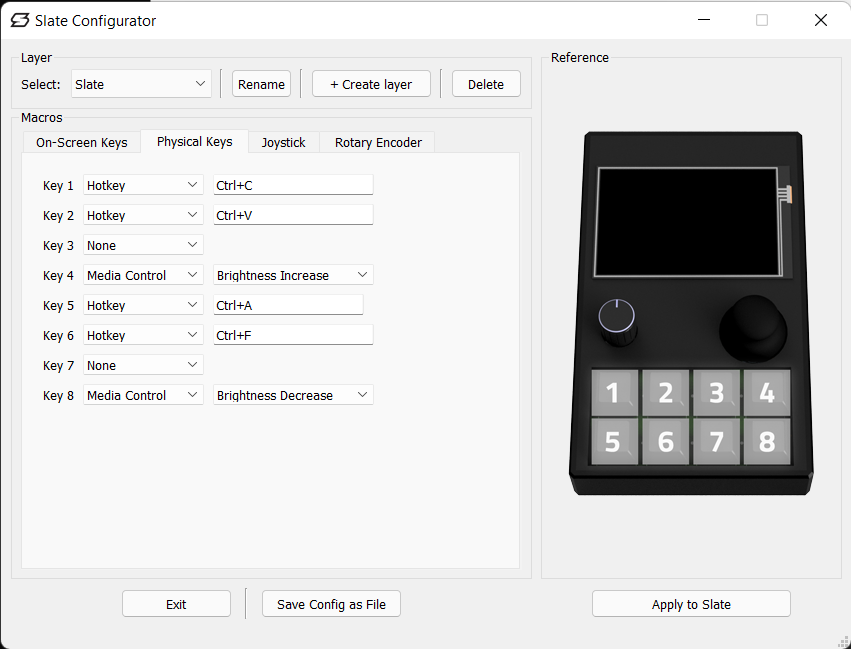 Slate Configurator
Layer
Select: Slate Rename + Create layer Delete
Macros
On-Screen Keys Physical Keys Joystick Rotary Encoder
Key 1 Hotkey Ctrl+C
Key 2 Hotkey Ctrl+V
Key 3 None
Key 4 Media Control Brightness Increase
Key 5 Hotkey Ctrl+A
Key 6 Hotkey Ctrl+F
Key 7 None
Key 8 Media Control Brightness Decrease
Exit Save Config as File
Reference
1 2 3 4
5 6 7 8
Apply to Slate